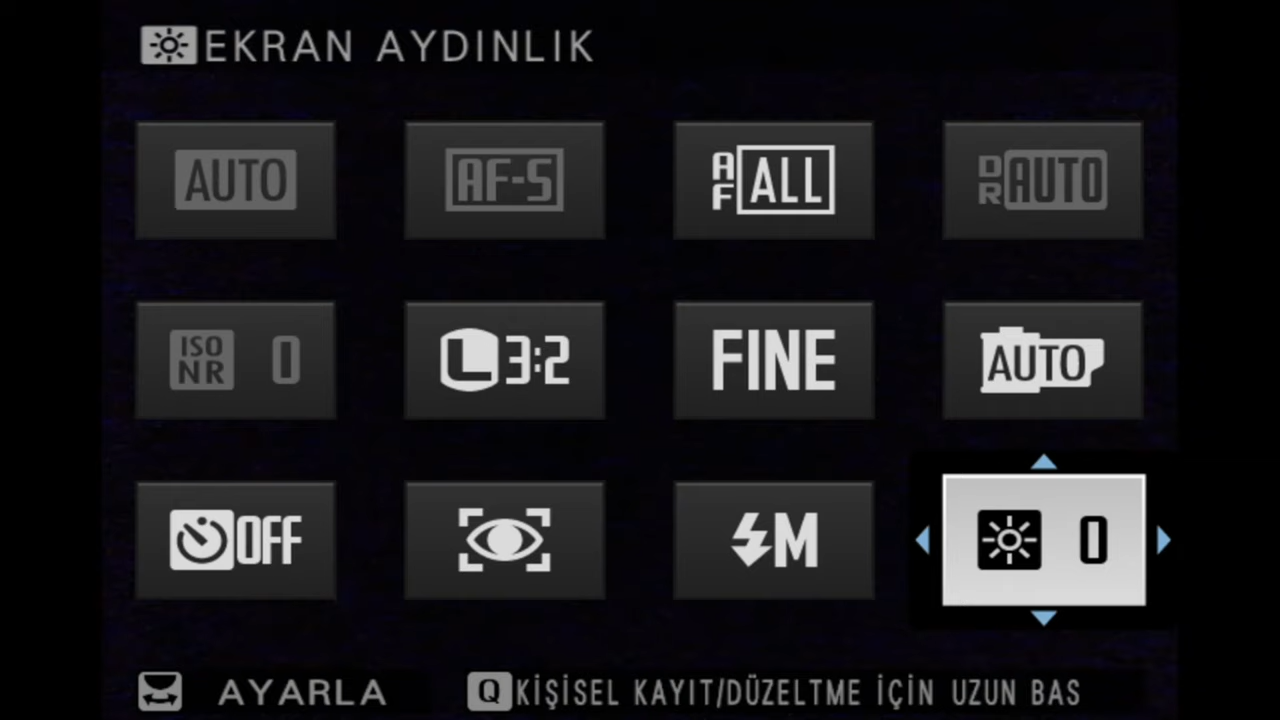 EKRAN AYDINLIK
AUTO AF-S AF ALL DR AUTO
ISO NR 0 L 3:2 FINE AUTO
OFF M 0
AYARLA Q KİŞİSEL KAYIT/DÜZELTME İÇİN UZUN BAS